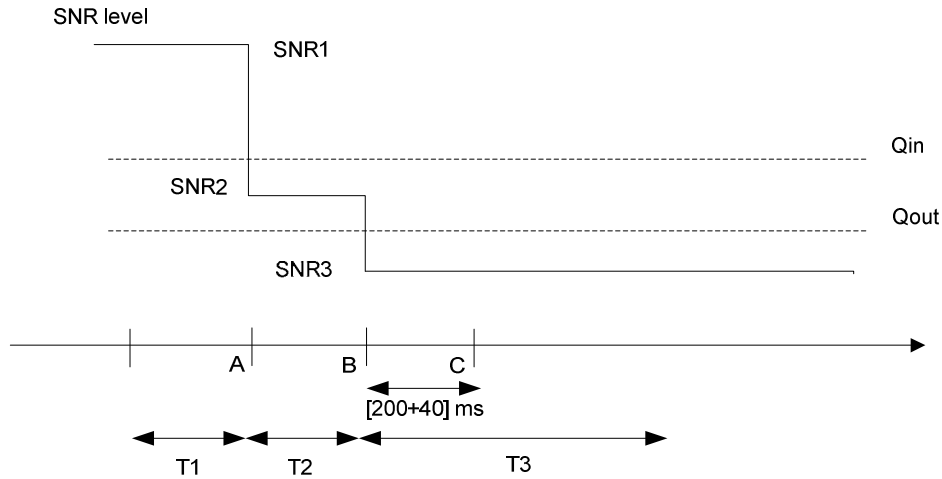 SNR level
SNR1
Qin
SNR2
Qout
SNR3
A
B
C
[200+40] ms
T1
T2
T3